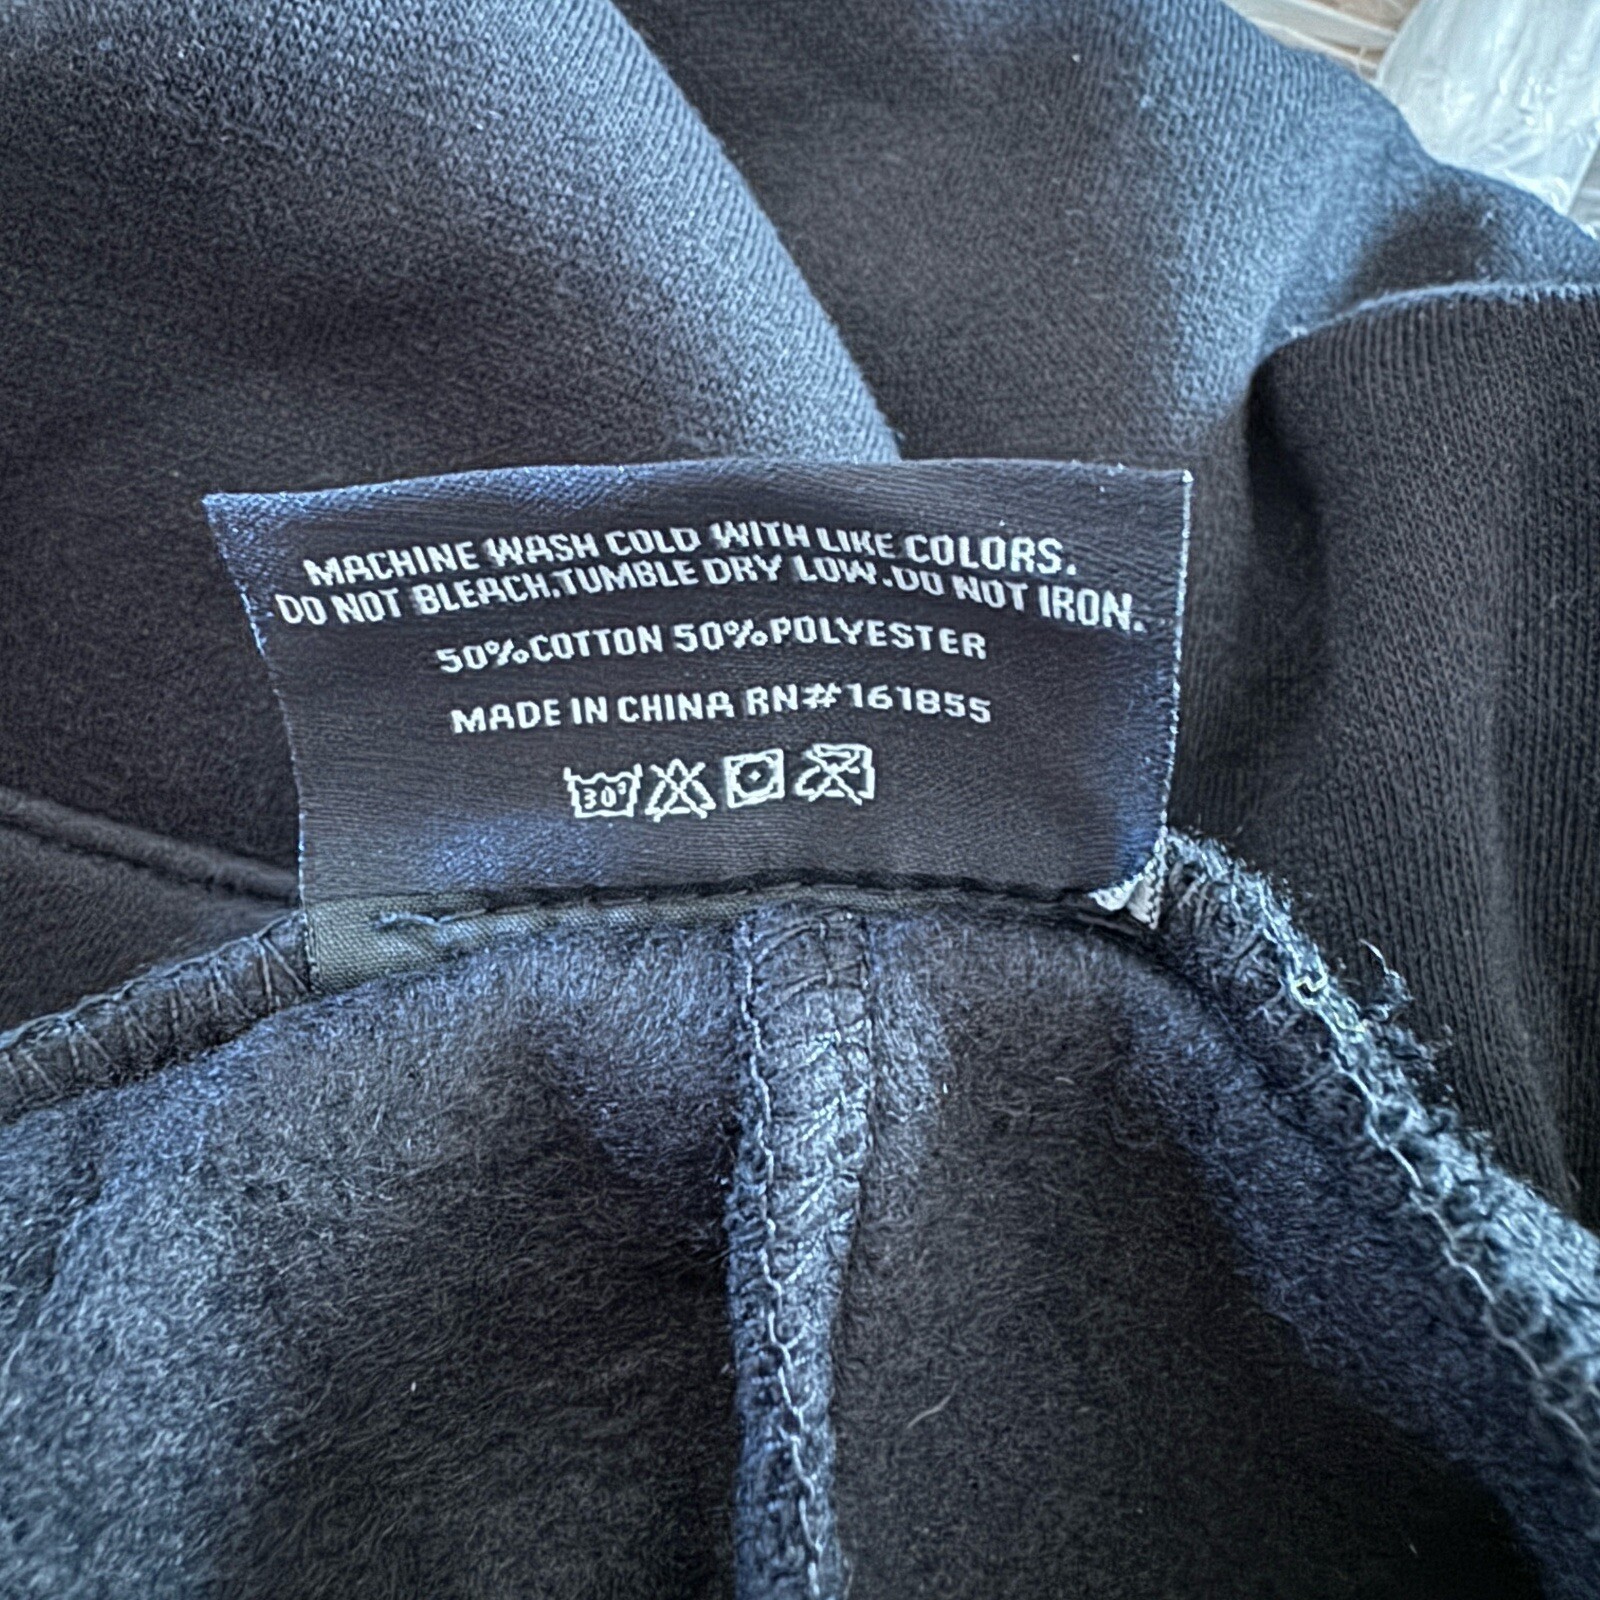 MACHINE WASH COLD WITH LIKE COLORS.
DO NOT BLEACH.TUMBLE DRY LOW.DO NOT IRON.
50%COTTON 50%POLYESTER
MADE IN CHINA RN#161855
30°